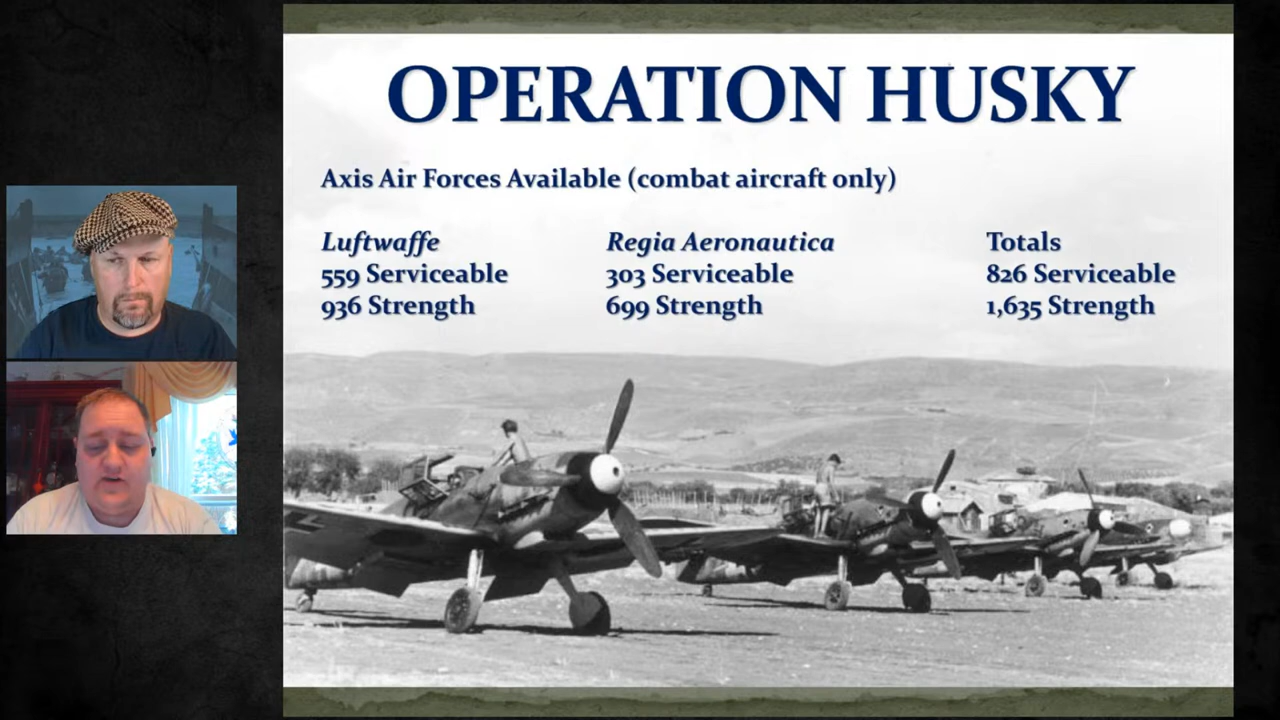 OPERATION HUSKY
Axis Air Forces Available (combat aircraft only)
Luftwaffe
559 Serviceable
936 Strength
Regia Aeronautica
303 Serviceable
699 Strength
Totals
826 Serviceable
1,635 Strength